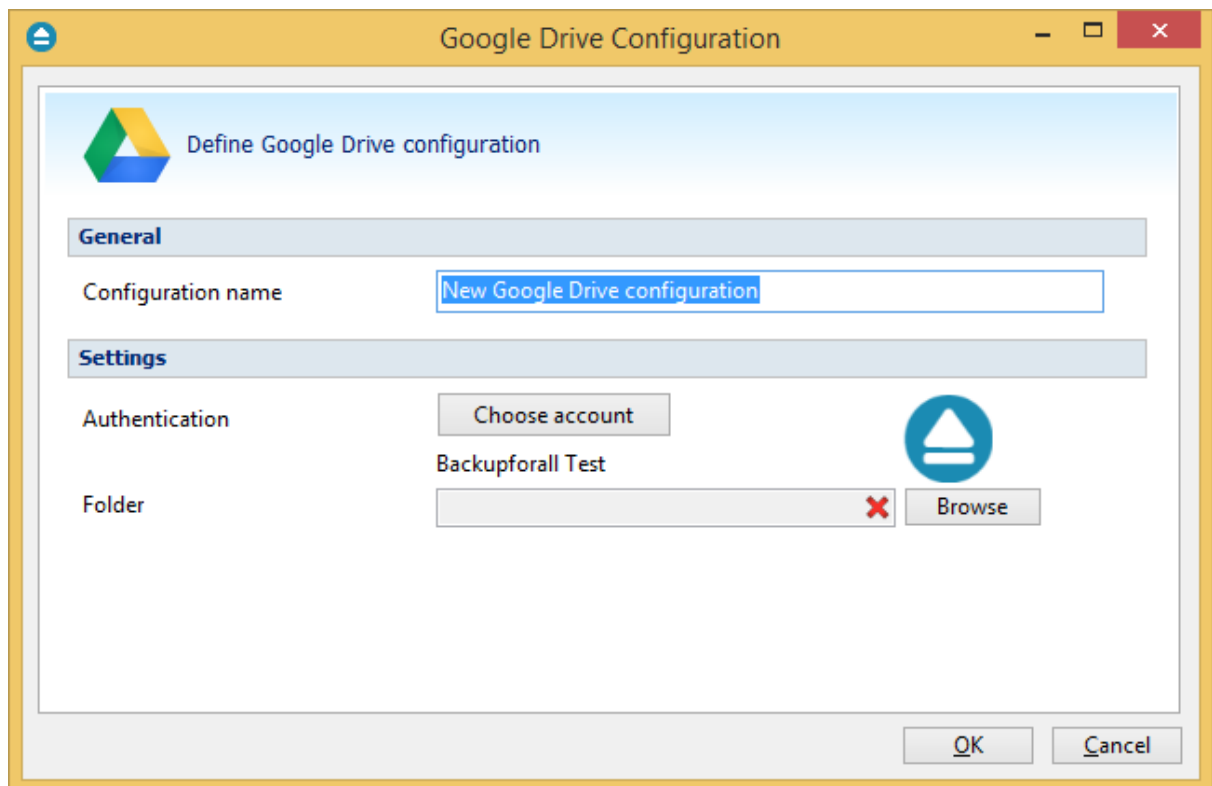 Google Drive Configuration
Define Google Drive configuration
General
Configuration name
New Google Drive configuration
Settings
Authentication
Choose account
Backupforall Test
Folder
Browse
OK
Cancel